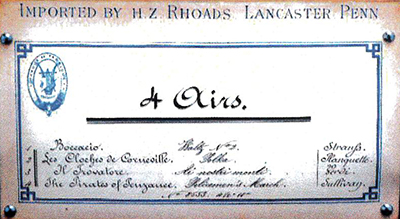 IMPORTED BY H.Z RHOADS LANCASTER PENN
4 Airs.
1 Boccacio. Waltz No 2. Strauß.
2 Les Cloches de Corneville. Polka Planquette.
3 Il Trovatore. Ai nostri monti Verdi
4 The Pirates of Penzance. Policemen's March. Sullivan.